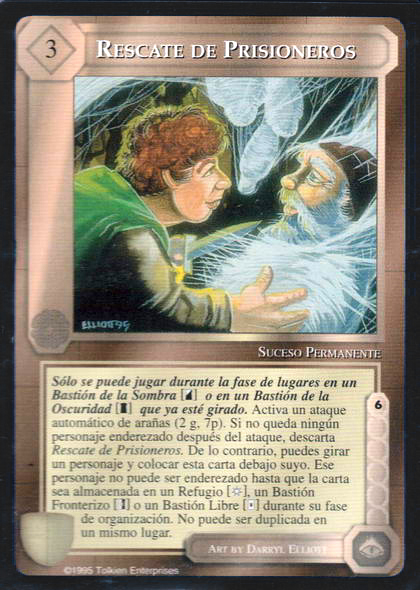 3
RESCATE DE PRISIONEROS
ELLIOTT95
SUCESO PERMANENTE
Sólo se puede jugar durante la fase de lugares en un
Bastión de la Sombra [ ] o en un Bastión de la
Oscuridad [ ] que ya esté girado. Activa un ataque
automático de arañas (2 g, 7p). Si no queda ningún
personaje enderezado después del ataque, descarta
Rescate de Prisioneros. De lo contrario, puedes girar
un personaje y colocar esta carta debajo suyo. Ese
personaje no puede ser enderezado hasta que la carta
sea almacenada en un Refugio [ ], un Bastión
Fronterizo [ ] o un Bastión Libre [ ] durante su fase
de organización. No puede ser duplicada en
un mismo lugar.
6
ART BY DARRYL ELLIOTT
©1995 Tolkien Enterprises